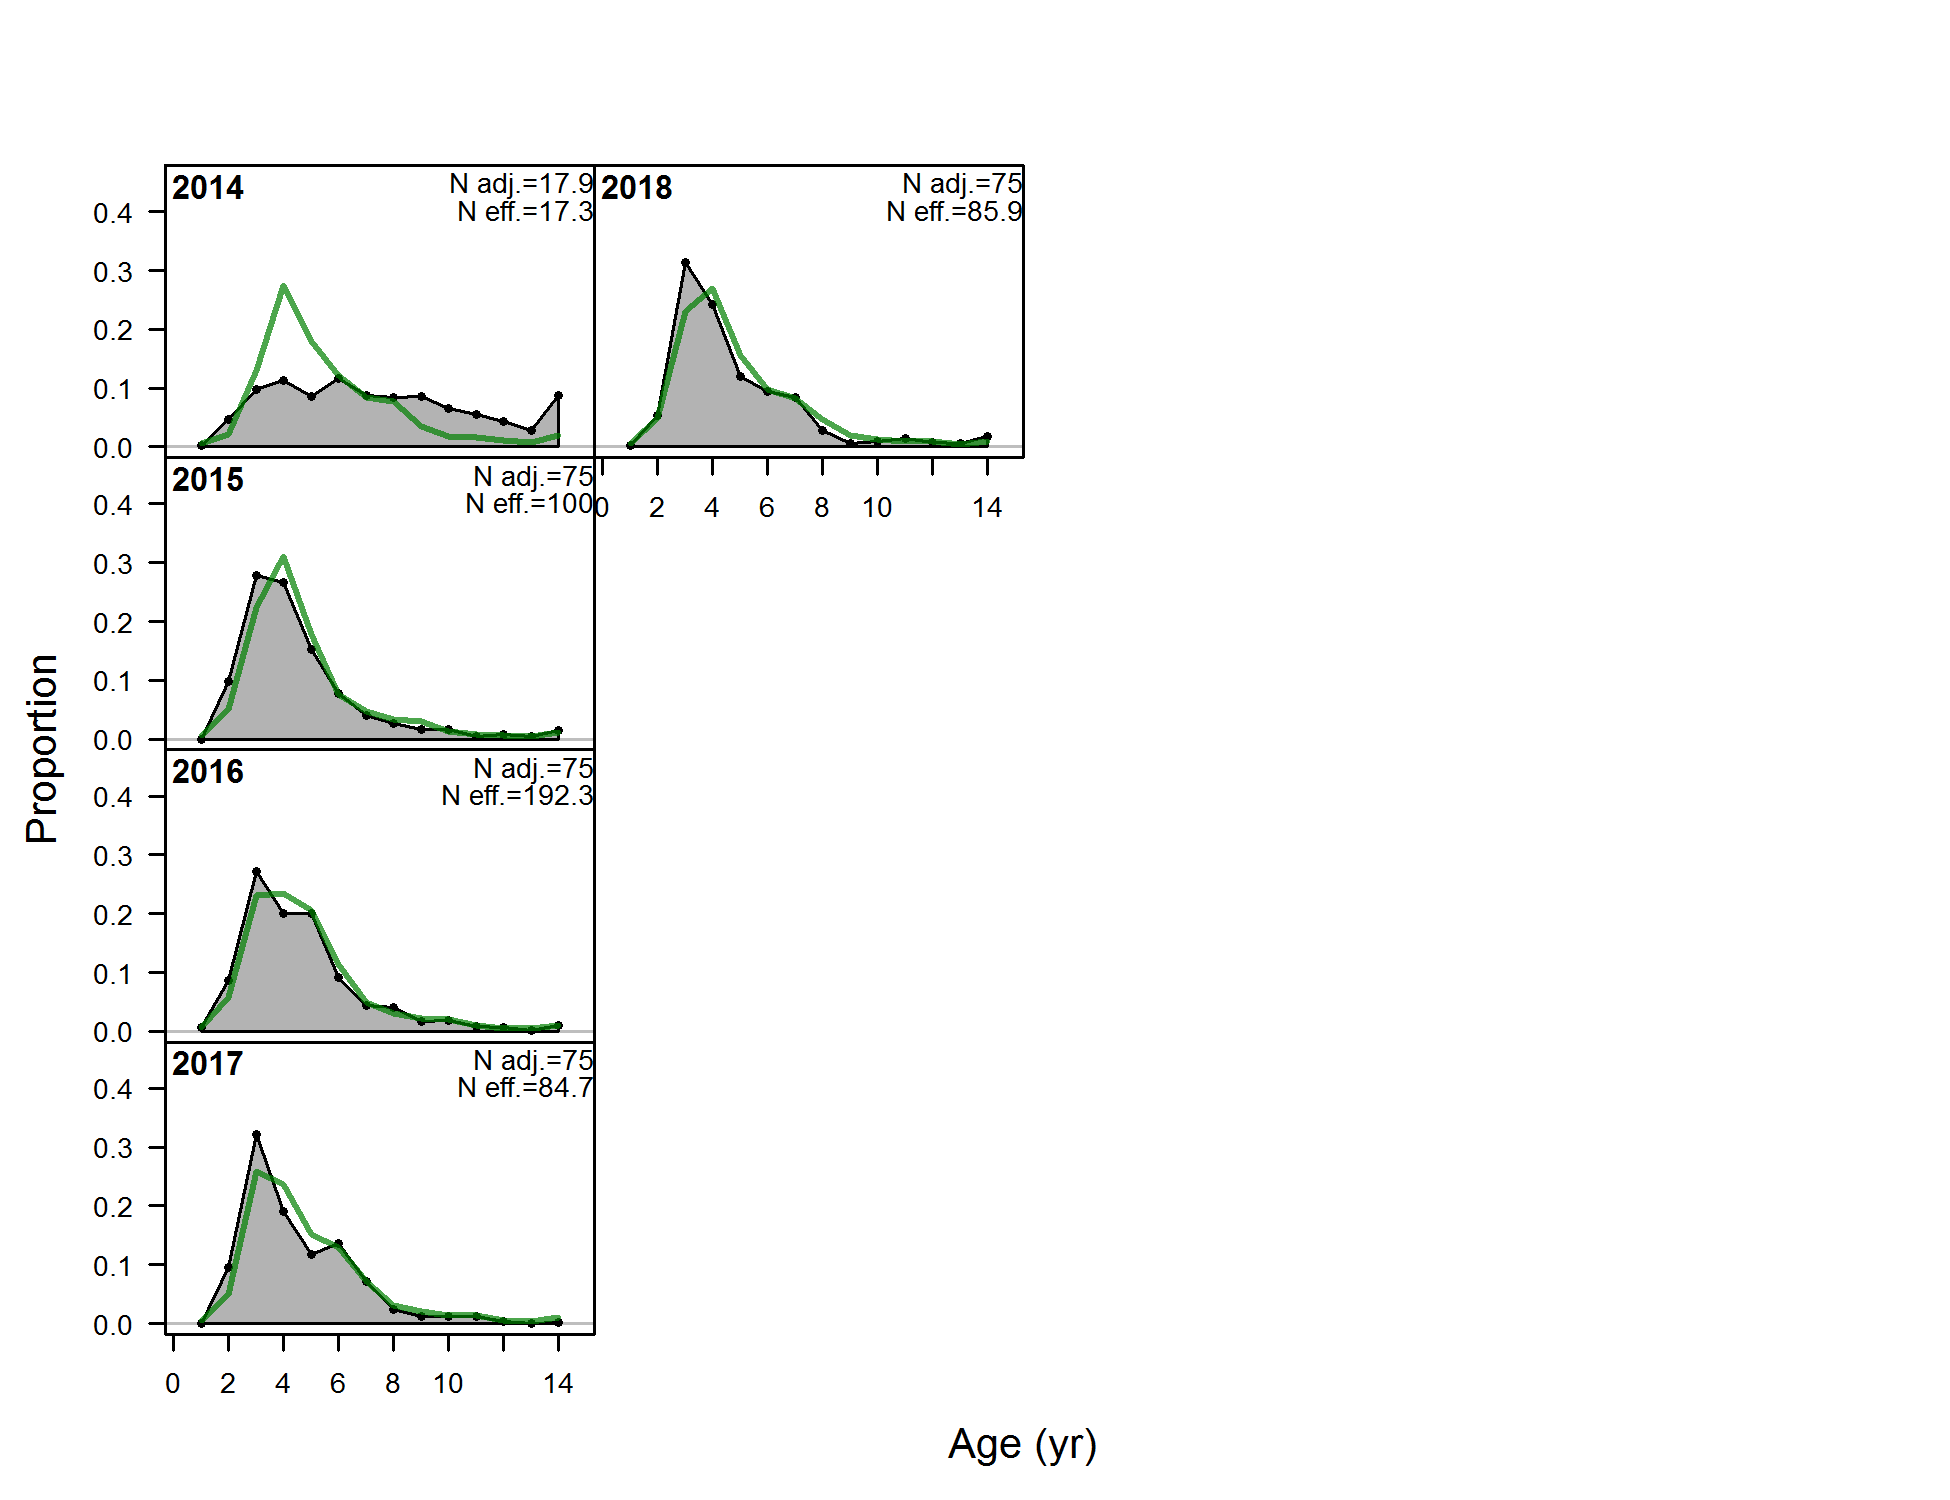 2014
N adj.=17.9
N eff.=17.3
0.4
0.3
0.2
0.1
0.0
2018
N adj.=75
N eff.=85.9
0 2 4 6 8 10 14
2015
N adj.=75
N eff.=100
0.4
0.3
0.2
0.1
0.0
2016
N adj.=75
N eff.=192.3
0.4
0.3
0.2
0.1
0.0
2017
N adj.=75
N eff.=84.7
0.4
0.3
0.2
0.1
0.0
0 2 4 6 8 10 14
Proportion
Age (yr)